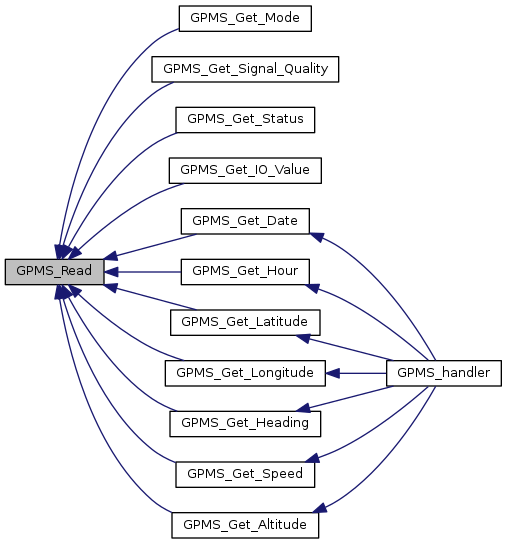 GPMS_Get_Mode
GPMS_Get_Signal_Quality
GPMS_Get_Status
GPMS_Get_IO_Value
GPMS_Get_Date
GPMS_Read
GPMS_Get_Hour
GPMS_Get_Latitude
GPMS_Get_Longitude
GPMS_handler
GPMS_Get_Heading
GPMS_Get_Speed
GPMS_Get_Altitude